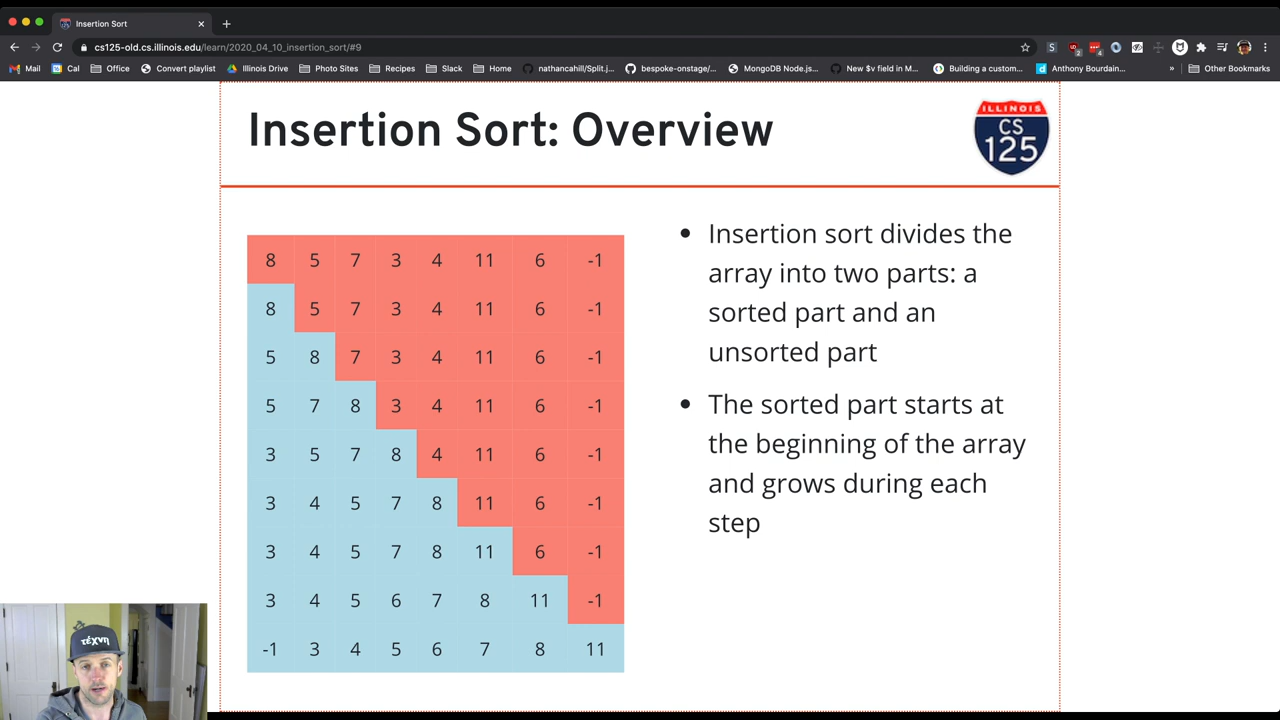 Insertion Sort
cs125-old.cs.illinois.edu/learn/2020_04_10_insertion_sort/#9
Mail Cal Office Convert playlist Illinois Drive Photo Sites Recipes Slack Home nathancahill/Split.j... bespoke-onstage/... MongoDB Node.js... New $v field in M... Building a custom... Anthony Bourdain... » Other Bookmarks
Insertion Sort: Overview
ILLINOIS
CS
125
8 5 7 3 4 11 6 -1
8 5 7 3 4 11 6 -1
5 8 7 3 4 11 6 -1
5 7 8 3 4 11 6 -1
3 5 7 8 4 11 6 -1
3 4 5 7 8 11 6 -1
3 4 5 7 8 11 6 -1
3 4 5 6 7 8 11 -1
-1 3 4 5 6 7 8 11
• Insertion sort divides the
array into two parts: a
sorted part and an
unsorted part
• The sorted part starts at
the beginning of the array
and grows during each
step
τέχνη